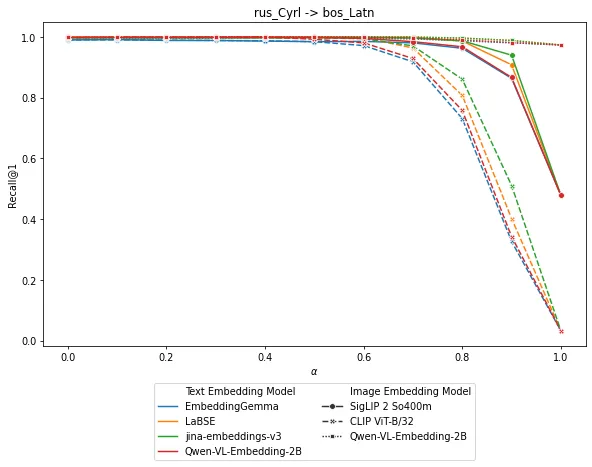 rus_Cyrl -> bos_Latn
Recall@1
1.0
0.8
0.6
0.4
0.2
0.0
0.0 0.2 0.4 0.6 0.8 1.0
α
Text Embedding Model
EmbeddingGemma
LaBSE
jina-embeddings-v3
Qwen-VL-Embedding-2B
Image Embedding Model
SigLIP 2 So400m
CLIP ViT-B/32
Qwen-VL-Embedding-2B